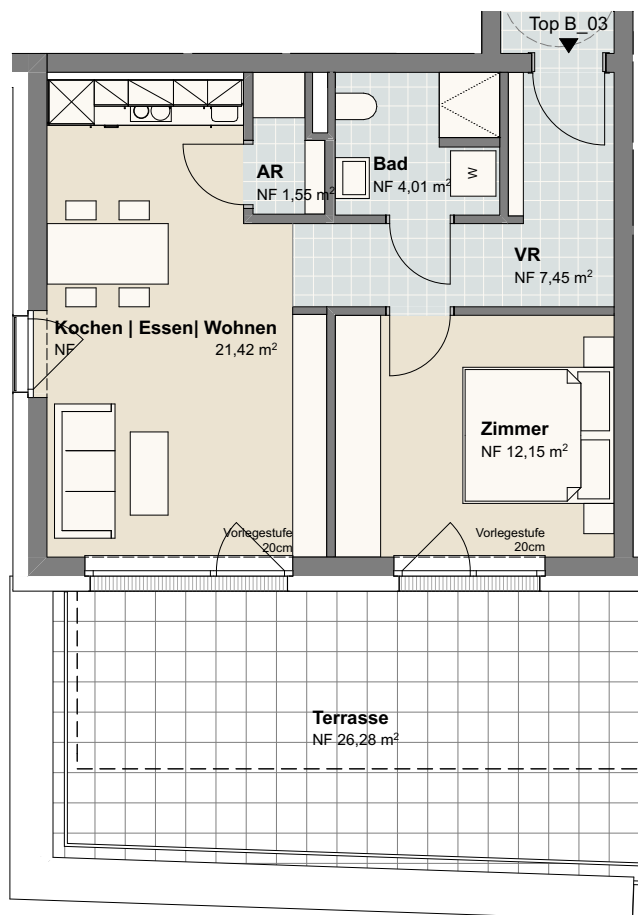 Top B_03
AR
NF 1,55 m²
Bad
NF 4,01 m²
W
VR
NF 7,45 m²
Kochen | Essen| Wohnen
NF 21,42 m²
Zimmer
NF 12,15 m²
Vorlegestufe
20cm
Vorlegestufe
20cm
Terrasse
NF 26,28 m²